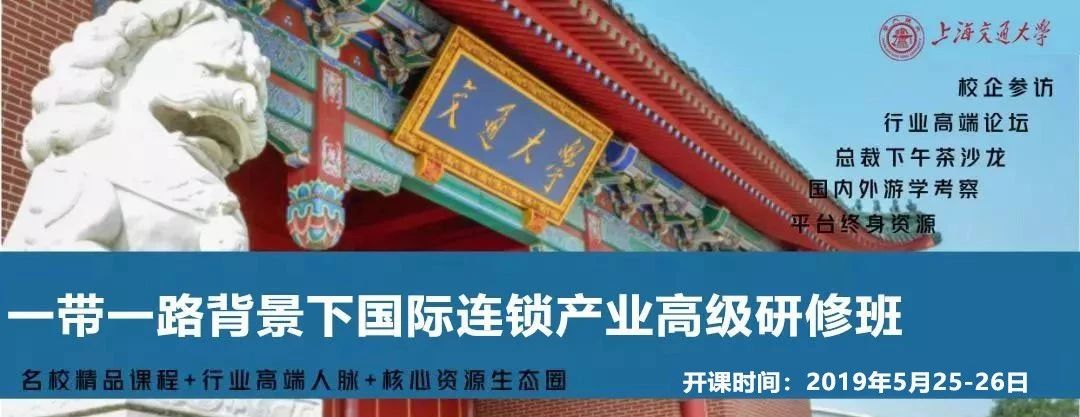 上海交通大学
校企参访
行业高端论坛
总裁下午茶沙龙
国内外游学考察
平台终身资源
交通大学
一带一路背景下国际连锁产业高级研修班
名校精品课程+行业高端人脉+核心资源生态圈
开课时间：2019年5月25-26日